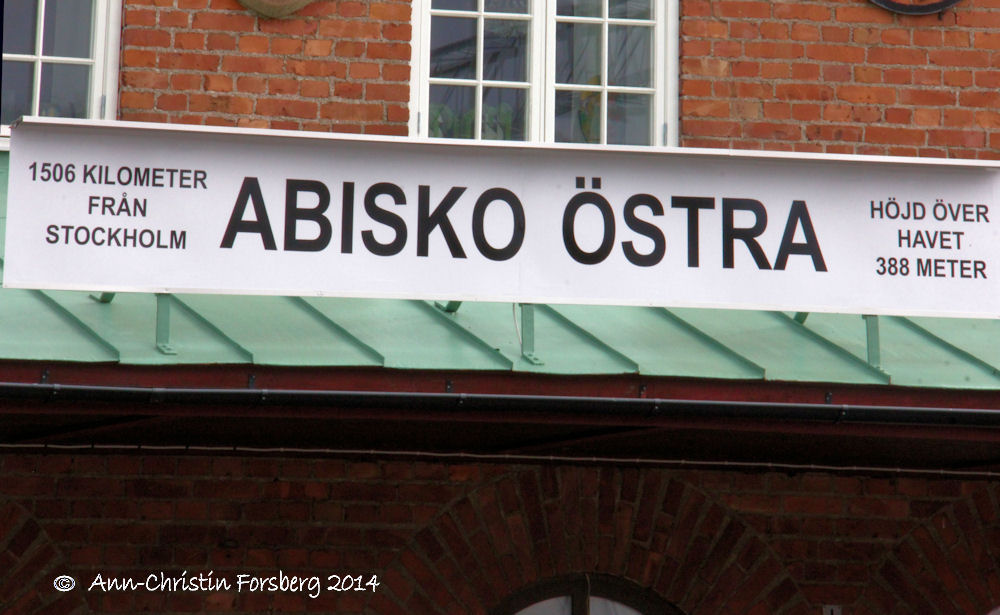 1506 KILOMETER
FRÅN
STOCKHOLM
ABISKO ÖSTRA
HÖJD ÖVER
HAVET
388 METER
© Ann-Christin Forsberg 2014